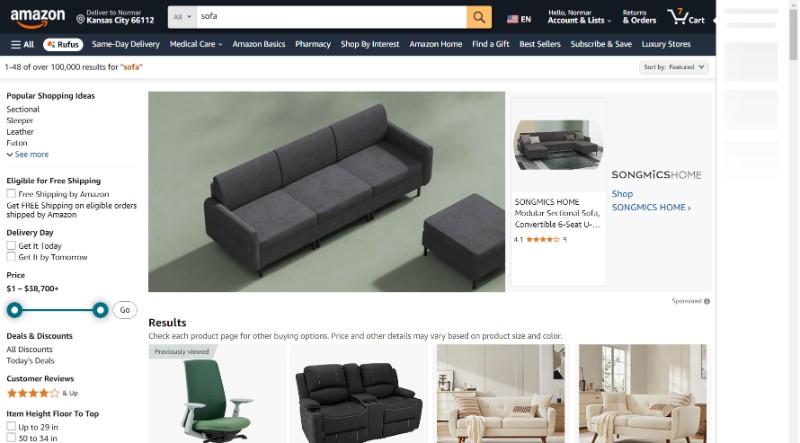 amazon
Deliver to Normar
Kansas City 66112
All
sofa
EN
Hello, Normar
Account & Lists
Returns
& Orders
7
Cart
All
Rufus
Same-Day Delivery
Medical Care
Amazon Basics
Pharmacy
Shop By Interest
Amazon Home
Find a Gift
Best Sellers
Subscribe & Save
Luxury Stores
1-48 of over 100,000 results for "sofa"
Sort by: Featured
Popular Shopping Ideas
Sectional
Sleeper
Leather
Futon
See more
Eligible for Free Shipping
Free Shipping by Amazon
Get FREE Shipping on eligible orders
shipped by Amazon
Delivery Day
Get It Today
Get It by Tomorrow
Price
$1 – $38,700+
Go
Deals & Discounts
All Discounts
Today's Deals
Customer Reviews
& Up
Item Height Floor To Top
Up to 29 in
30 to 34 in
SONGMICS HOME
Modular Sectional Sofa,
Convertible 6-Seat U-...
4.1
5
SONGMICSHOME
Shop
SONGMICS HOME ›
Sponsored
Results
Check each product page for other buying options. Price and other details may vary based on product size and color.
Previously viewed